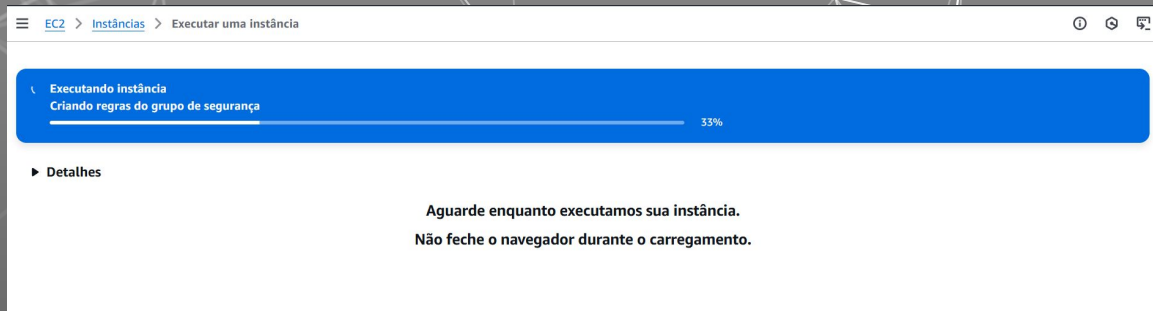 EC2 > Instâncias > Executar uma instância
Executando instância
Criando regras do grupo de segurança
33%
Detalhes
Aguarde enquanto executamos sua instância.
Não feche o navegador durante o carregamento.